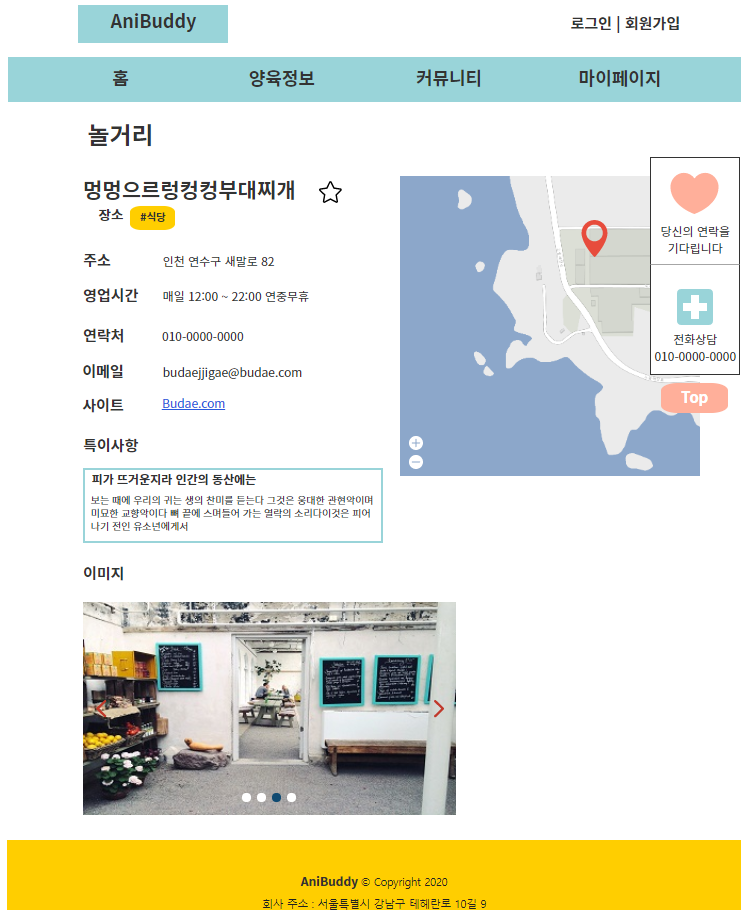 AniBuddy
로그인 | 회원가입
홈 양육정보 커뮤니티 마이페이지
놀거리
멍멍으르렁컹컹부대찌개
장소 #식당
주소 인천 연수구 새말로 82
영업시간 매일 12:00 ~ 22:00 연중무휴
연락처 010-0000-0000
이메일 budaejjigae@budae.com
사이트 Budae.com
특이사항
피가 뜨거운지라 인간의 동산에는
보는 때에 우리의 귀는 생의 찬미를 듣는다 그것은 웅대한 관현악이며
미묘한 교향악이다 뼈 끝에 스며들어 가는 열락의 소리다이것은 피어
나기 전인 유소년에게서
당신의 연락을
기다립니다
전화상담
010-0000-0000
Top
이미지
AniBuddy © Copyright 2020
회사 주소 : 서울특별시 강남구 테헤란로 10길 9